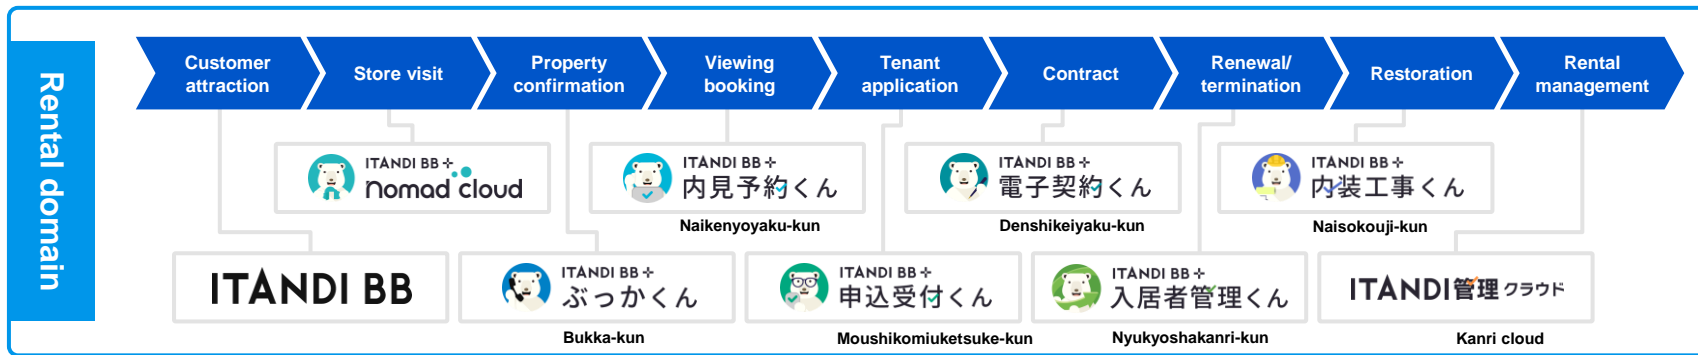 Rental domain
Customer
attraction
Store visit
Property
confirmation
Viewing
booking
Tenant
application
Contract
Renewal/
termination
Restoration
Rental
management
ITANDI BB +
nomad cloud
ITANDI BB +
内見予約くん
Naikenyoyaku-kun
ITANDI BB +
電子契約くん
Denshikeiyaku-kun
ITANDI BB +
内装工事くん
Naisokouji-kun
ITANDI BB
ITANDI BB +
ぶっかくん
Bukka-kun
ITANDI BB +
申込受付くん
Moushikomiuketsuke-kun
ITANDI BB +
入居者管理くん
Nyukyoshakanri-kun
ITANDI管理クラウド
Kanri cloud